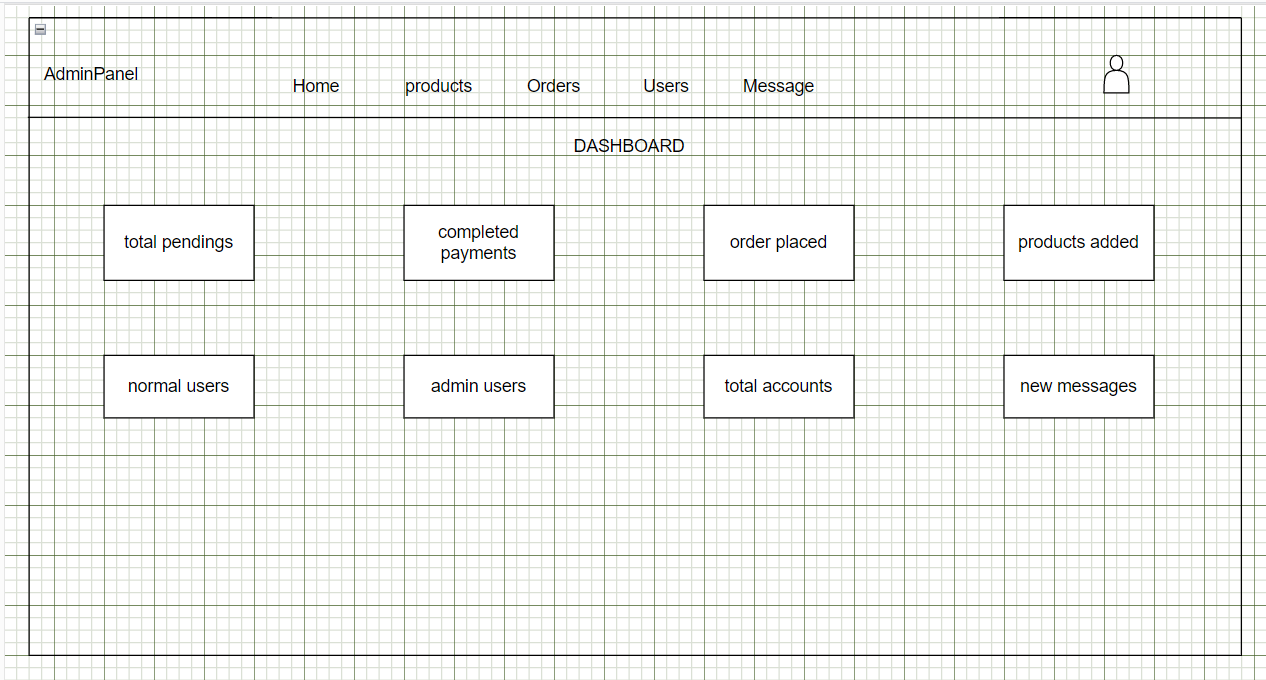 AdminPanel
Home products Orders Users Message
DASHBOARD
total pendings
completed
payments
order placed
products added
normal users
admin users
total accounts
new messages